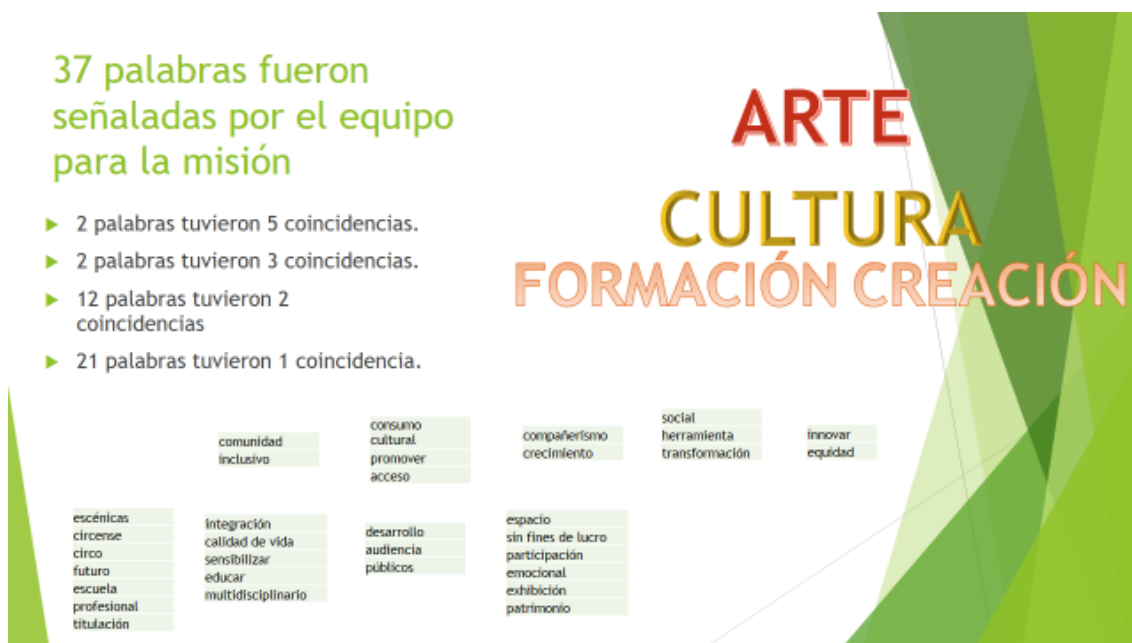 37 palabras fueron
señaladas por el equipo
para la misión
2 palabras tuvieron 5 coincidencias.
2 palabras tuvieron 3 coincidencias.
12 palabras tuvieron 2
coincidencias
21 palabras tuvieron 1 coincidencia.
ARTE
CULTURA
FORMACIÓN CREACIÓN
comunidad
inclusivo
consumo
cultural
promover
acceso
compañerismo
crecimiento
social
herramienta
transformación
innovar
equidad
escénicas
circense
circo
futuro
escuela
profesional
titulación
integración
calidad de vida
sensibilizar
educar
multidisciplinario
desarrollo
audiencia
públicos
espacio
sin fines de lucro
participación
emocional
exhibición
patrimonio